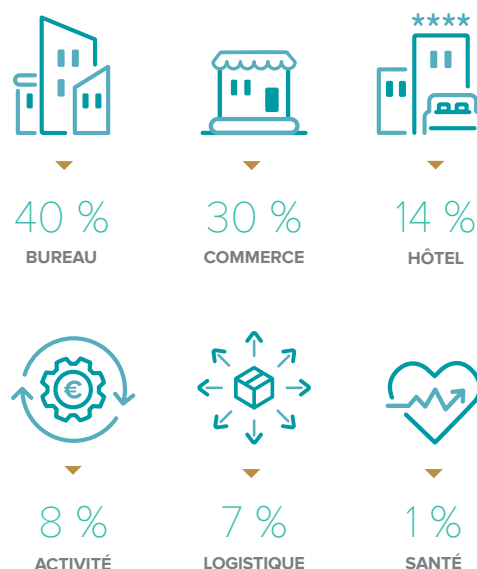 ****
40 %
30 %
14 %
BUREAU
COMMERCE
HÔTEL
€
8 %
7 %
1 %
ACTIVITÉ
LOGISTIQUE
SANTÉ